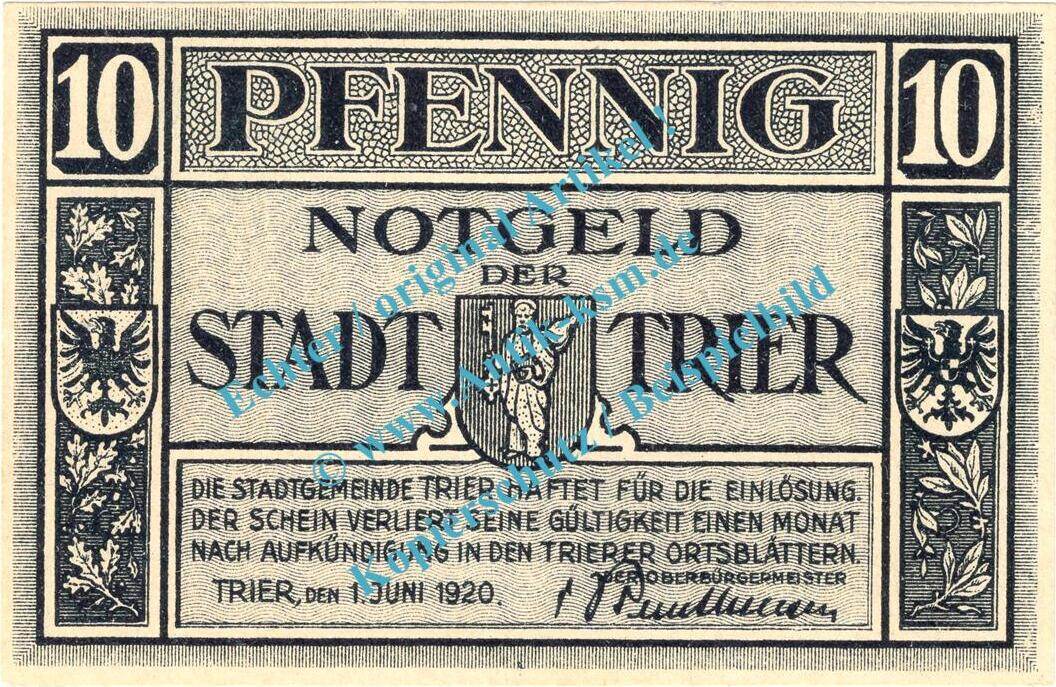 10 PFENNIG 10
NOTGELD
DER
STADT TRIER
DIE STADTGEMEINDE TRIER HAFTET FÜR DIE EINLÖSUNG.
DER SCHEIN VERLIERT SEINE GÜLTIGKEIT EINEN MONAT
NACH AUFKÜNDIGUNG IN DEN TRIERER ORTSBLÄTTERN.
TRIER, DEN 1. JUNI 1920.
DER OBERBÜRGERMEISTER
Echter / original Artikel !
© www.Antik-ksm.de
Kopierschutz / Beispielbild